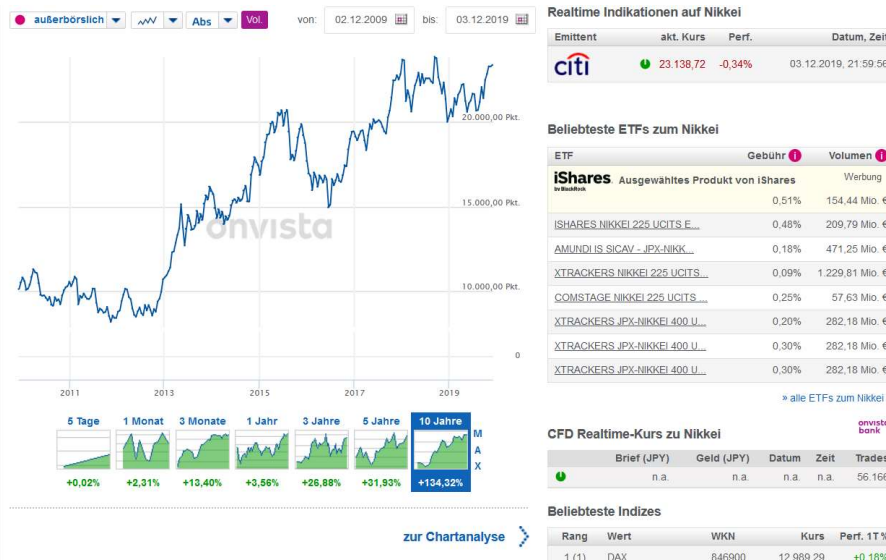 außerbörslich
Abs
Vol.
von: 02.12.2009 bis: 03.12.2019
20.000,00 Pkt.
15.000,00 Pkt.
onvista
10.000,00 Pkt.
0
2011 2013 2015 2017 2019
5 Tage 1 Monat 3 Monate 1 Jahr 3 Jahre 5 Jahre 10 Jahre
M
A
X
+0,02% +2,31% +13,40% +3,56% +26,88% +31,93% +134,32%
zur Chartanalyse
Realtime Indikationen auf Nikkei
Emittent akt. Kurs Perf. Datum, Zeit
citi 23.138,72 -0,34% 03.12.2019, 21:59:56
Beliebteste ETFs zum Nikkei
ETF Gebühr i Volumen i
iShares. Ausgewähltes Produkt von iShares Werbung
by BlackRock
0,51% 154,44 Mio. €
ISHARES NIKKEI 225 UCITS E... 0,48% 209,79 Mio. €
AMUNDI IS SICAV - JPX-NIKK... 0,18% 471,25 Mio. €
XTRACKERS NIKKEI 225 UCITS... 0,09% 1.229,81 Mio. €
COMSTAGE NIKKEI 225 UCITS ... 0,25% 57,63 Mio. €
XTRACKERS JPX-NIKKEI 400 U... 0,20% 282,18 Mio. €
XTRACKERS JPX-NIKKEI 400 U... 0,30% 282,18 Mio. €
XTRACKERS JPX-NIKKEI 400 U... 0,30% 282,18 Mio. €
» alle ETFs zum Nikkei
onvista
bank
CFD Realtime-Kurs zu Nikkei
Brief (JPY) Geld (JPY) Datum Zeit Trades
n.a. n.a. n.a. n.a. 56.166
Beliebteste Indizes
Rang Wert WKN Kurs Perf. 1T%
1 (1) DAX 846900 12.989,29 +0,18%